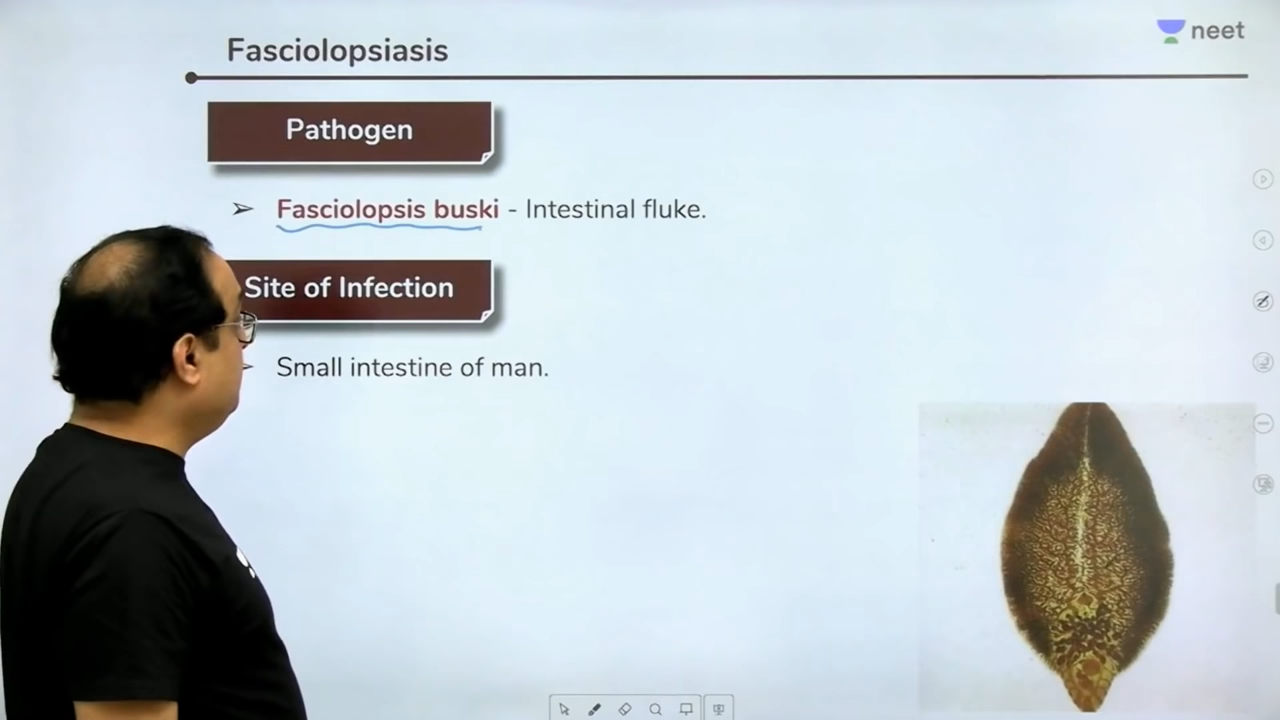 neet
Fasciolopsiasis
Pathogen
➢ Fasciolopsis buski - Intestinal fluke.
Site of Infection
➢ Small intestine of man.